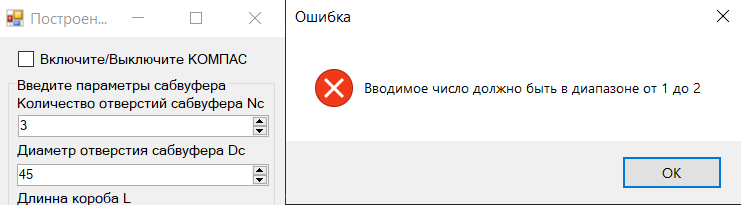 Построен...
Включите/Выключите КОМПАС
Введите параметры сабвуфера
Количество отверстий сабвуфера Nc
3
Диаметр отверстия сабвуфера Dc
45
Длинна короба L
Ошибка
Вводимое число должно быть в диапазоне от 1 до 2
ОК